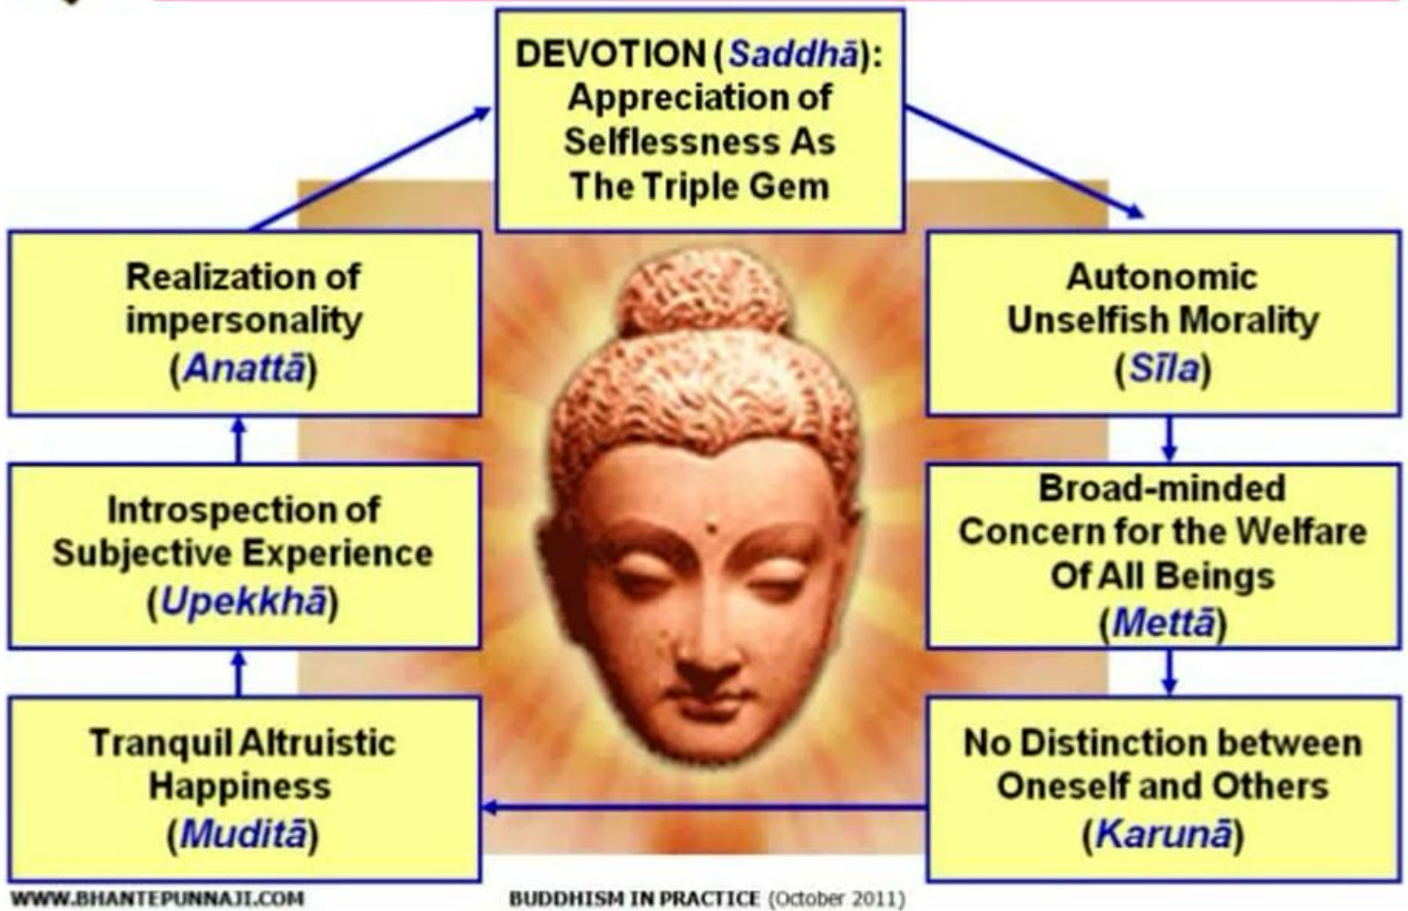 DEVOTION (Saddhā):
Appreciation of
Selflessness As
The Triple Gem
Autonomic
Unselfish Morality
(Sīla)
Broad-minded
Concern for the Welfare
Of All Beings
(Mettā)
No Distinction between
Oneself and Others
(Karunā)
Tranquil Altruistic
Happiness
(Muditā)
Introspection of
Subjective Experience
(Upekkhā)
Realization of
impersonality
(Anattā)
WWW.BHANTEPUNNAJI.COM
BUDDHISM IN PRACTICE (October 2011)